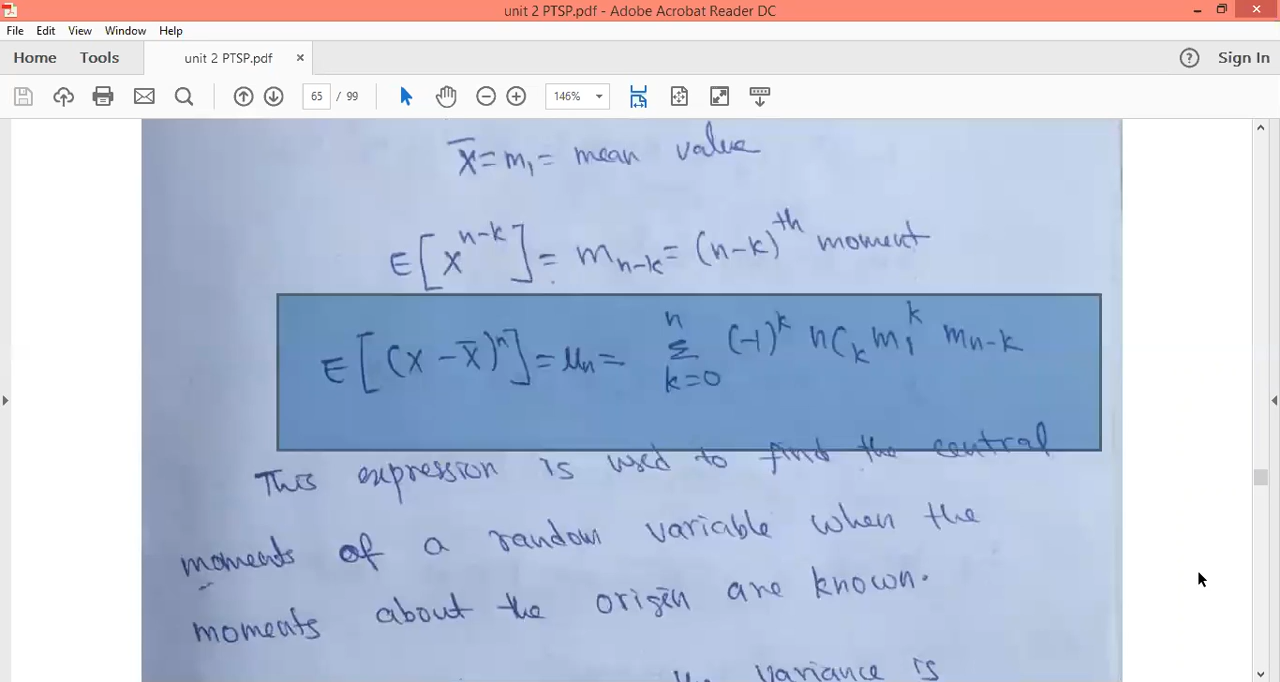 unit 2 PTSP.pdf - Adobe Acrobat Reader DC
File Edit View Window Help
Home Tools unit 2 PTSP.pdf × Sign In
65 / 99 146%
X̄ = m₁ = mean value
E[X^{n-k}] = m_{n-k} = (n-k)^{th} moment
E[(X - X̄)^n] = μ_n = Σ_{k=0}^{n} (-1)^k nC_k m₁^k m_{n-k}
This expression is used to find the central
moments of a random variable when the
moments about the origin are known.
variance is